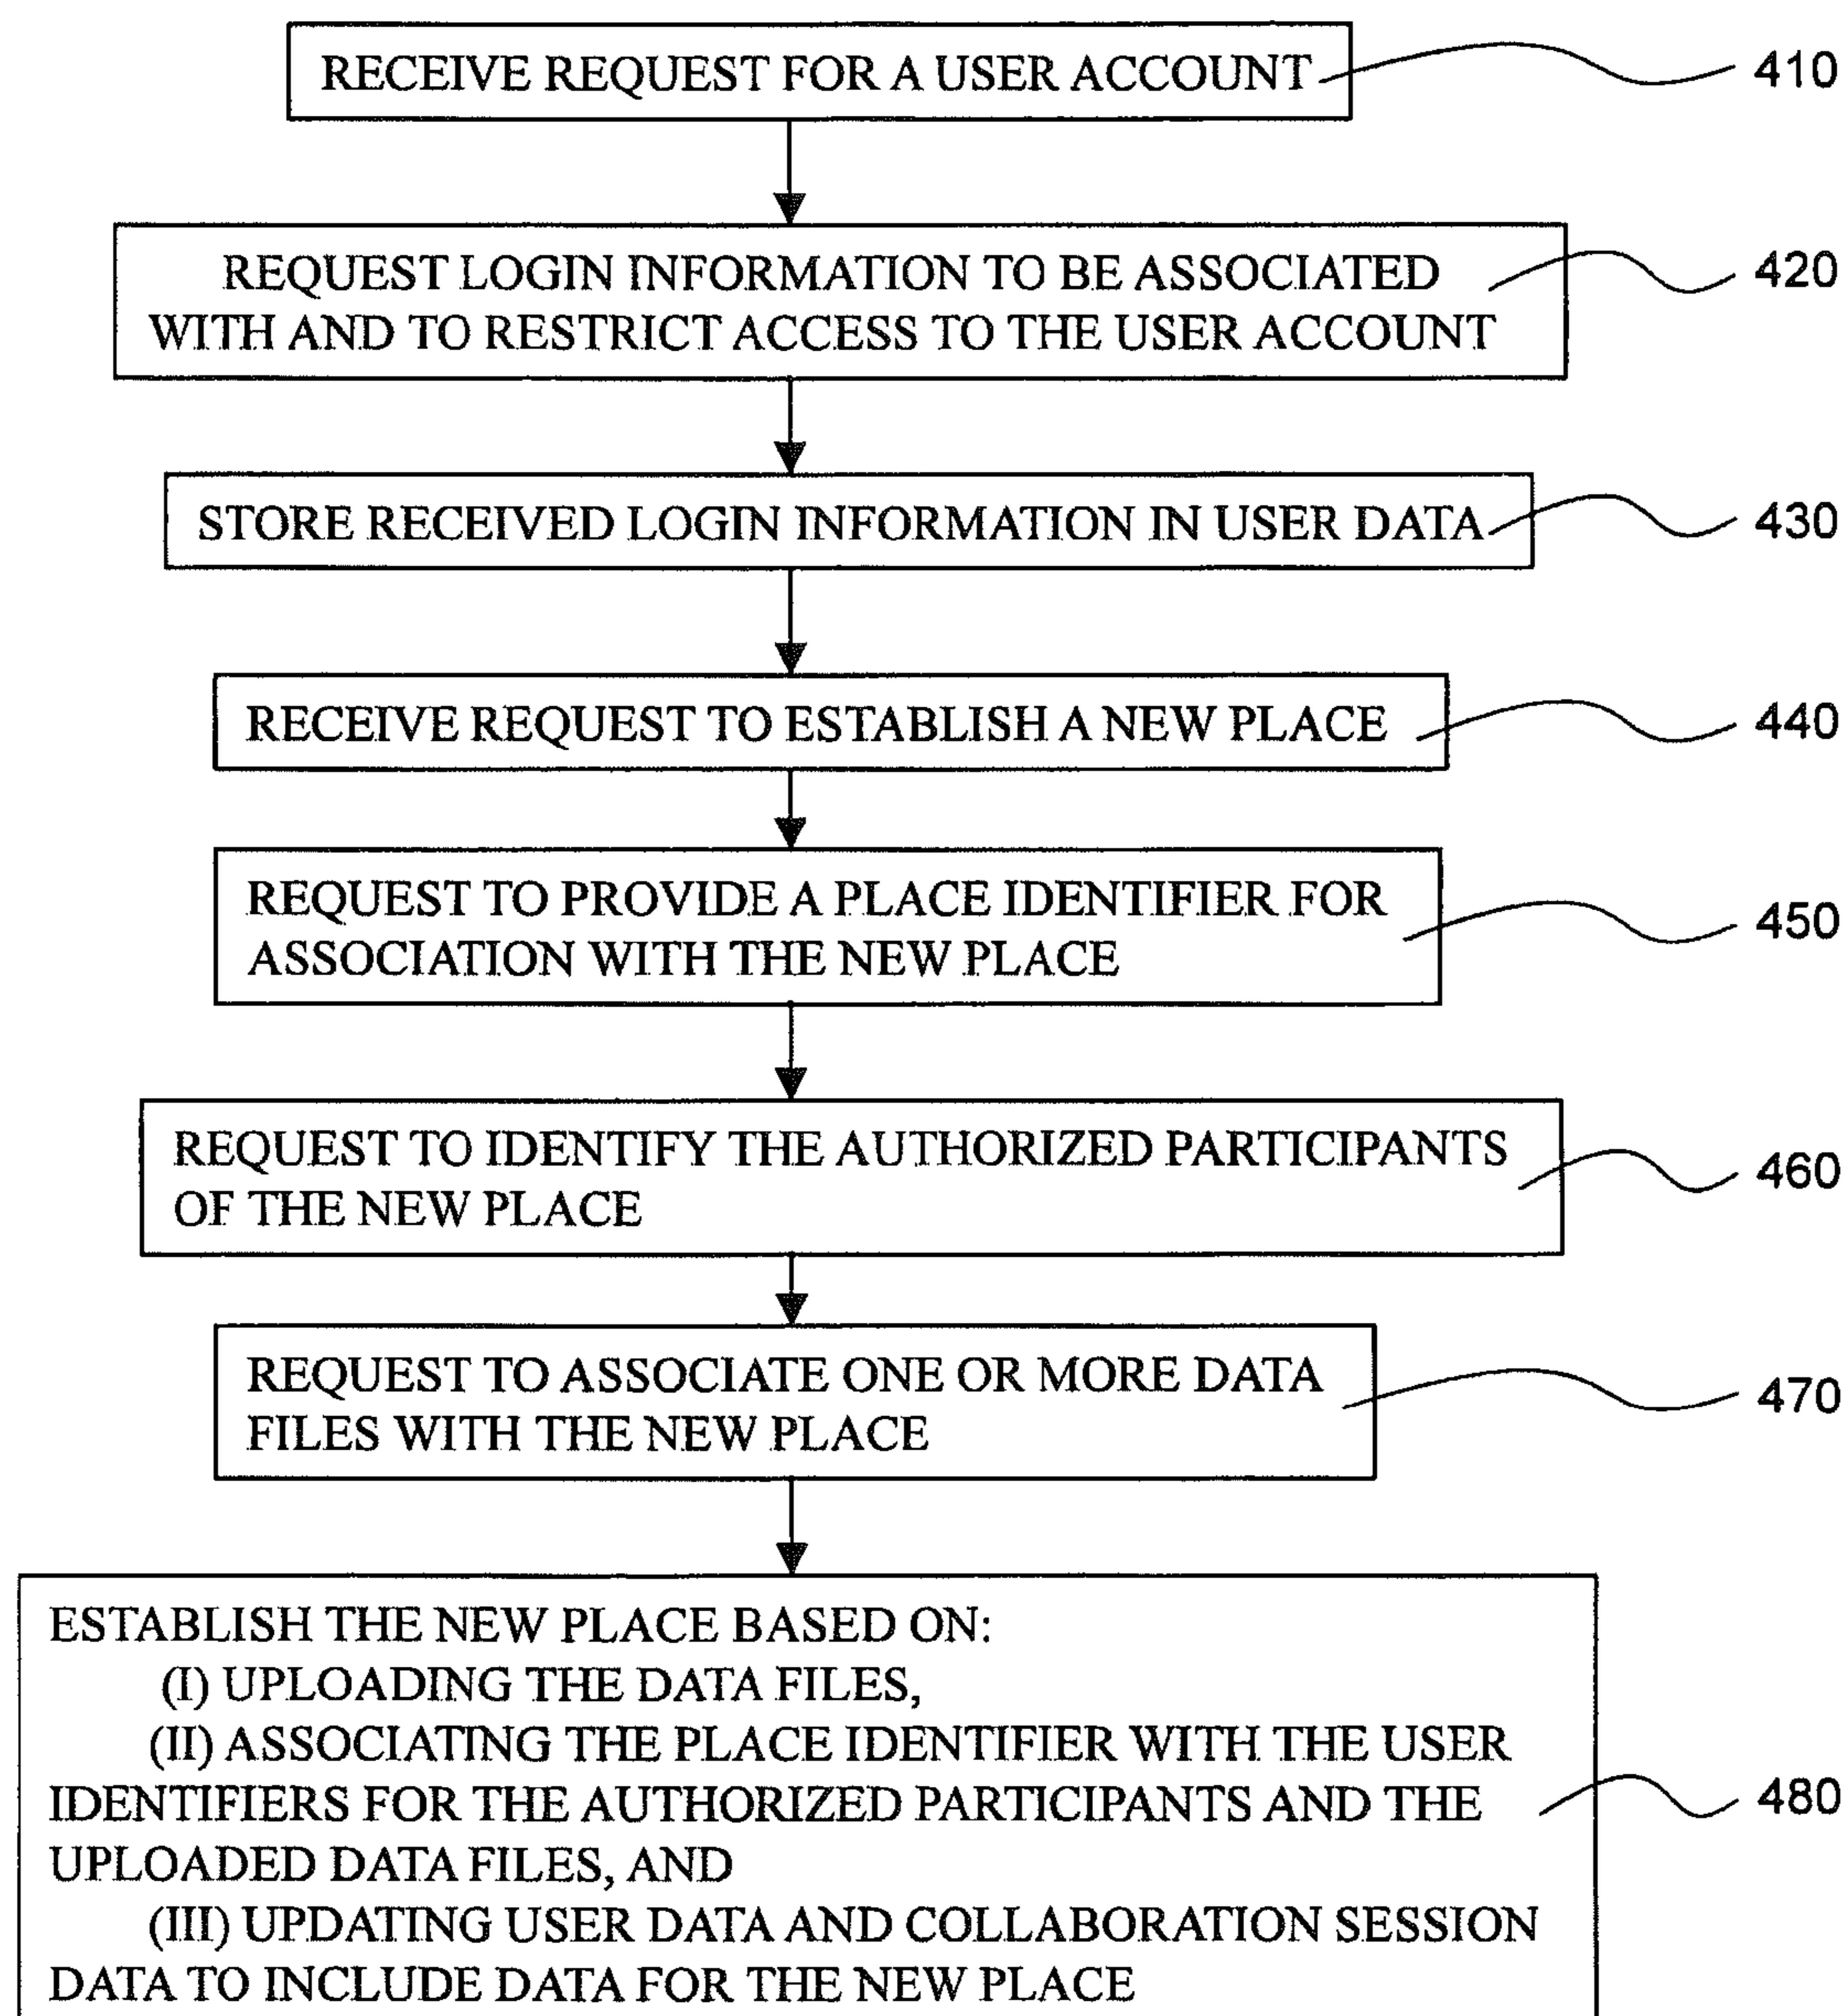 RECEIVE REQUEST FOR A USER ACCOUNT
410
REQUEST LOGIN INFORMATION TO BE ASSOCIATED
WITH AND TO RESTRICT ACCESS TO THE USER ACCOUNT
420
STORE RECEIVED LOGIN INFORMATION IN USER DATA
430
RECEIVE REQUEST TO ESTABLISH A NEW PLACE
440
REQUEST TO PROVIDE A PLACE IDENTIFIER FOR
ASSOCIATION WITH THE NEW PLACE
450
REQUEST TO IDENTIFY THE AUTHORIZED PARTICIPANTS
OF THE NEW PLACE
460
REQUEST TO ASSOCIATE ONE OR MORE DATA
FILES WITH THE NEW PLACE
470
ESTABLISH THE NEW PLACE BASED ON:
(I) UPLOADING THE DATA FILES,
(II) ASSOCIATING THE PLACE IDENTIFIER WITH THE USER
IDENTIFIERS FOR THE AUTHORIZED PARTICIPANTS AND THE
UPLOADED DATA FILES, AND
(III) UPDATING USER DATA AND COLLABORATION SESSION
DATA TO INCLUDE DATA FOR THE NEW PLACE
480